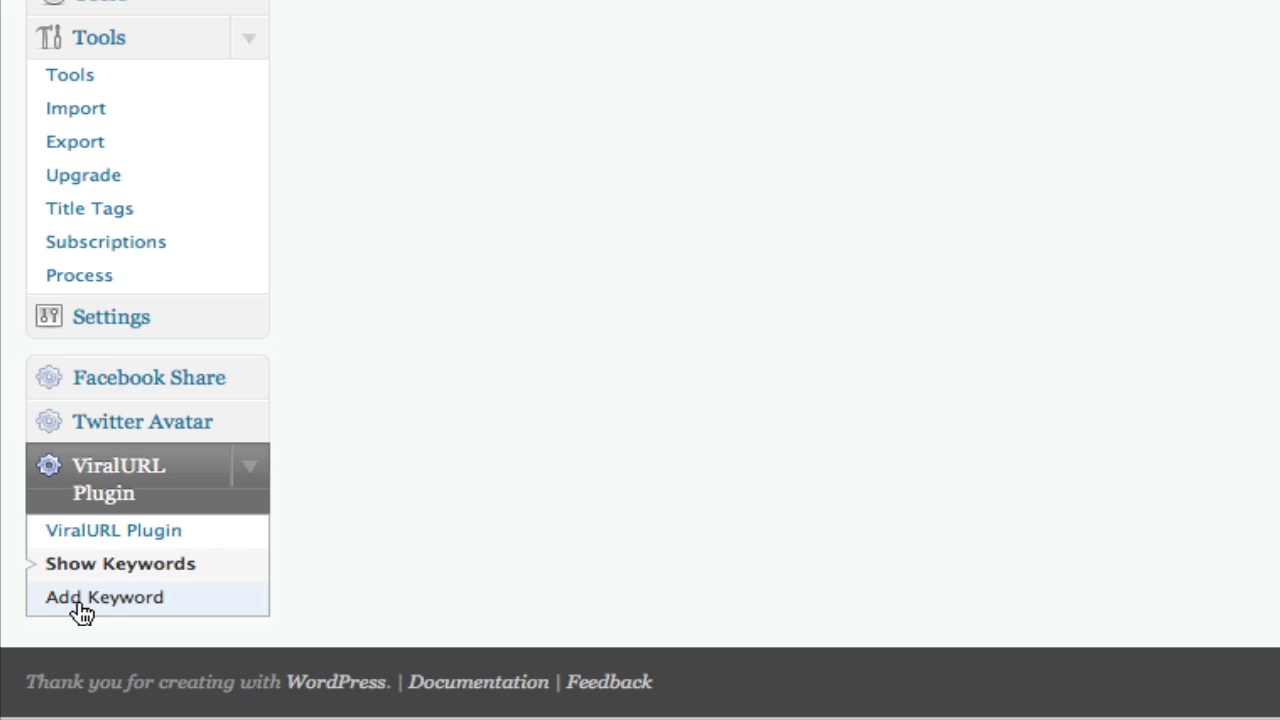 Tools
Tools
Import
Export
Upgrade
Title Tags
Subscriptions
Process
Settings
Facebook Share
Twitter Avatar
ViralURL
Plugin
ViralURL Plugin
Show Keywords
Add Keyword
Thank you for creating with WordPress. | Documentation | Feedback